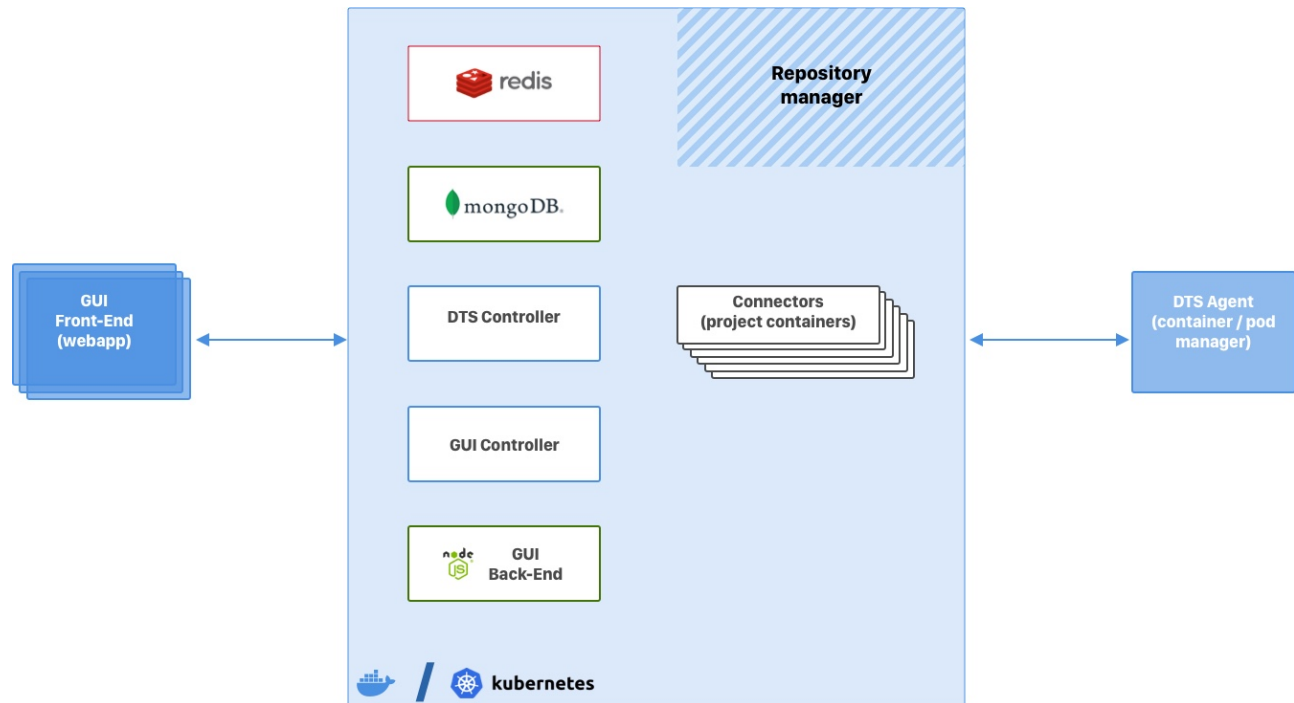 redis
Repository
manager
mongoDB.
GUI
Front-End
(webapp)
DTS Controller
Connectors
(project containers)
DTS Agent
(container / pod
manager)
GUI Controller
node
JS
GUI
Back-End
/
kubernetes